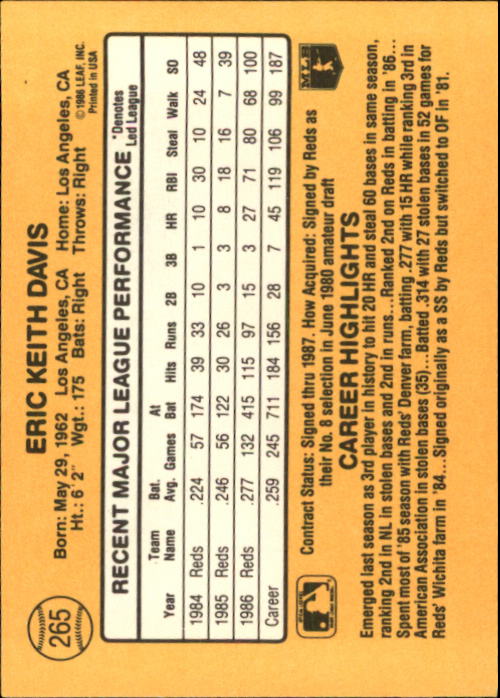 265
ERIC KEITH DAVIS
Born: May 29, 1962 Los Angeles, CA Home: Los Angeles, CA
Ht.: 6' 2" Wgt.: 175 Bats: Right Throws: Right
©1986 LEAF, INC.
Printed in USA
RECENT MAJOR LEAGUE PERFORMANCE
*Denotes
Led League
Year Team Name Bat. Avg. Games At Bat Hits Runs 2B 3B HR RBI Steal Walk SO
1984 Reds .224 57 174 39 33 10 1 10 30 10 24 48
1985 Reds .246 56 122 30 26 3 3 8 18 16 7 39
1986 Reds .277 132 415 115 97 15 3 27 71 80 68 100
Career .259 245 711 184 156 28 7 45 119 106 99 187
Contract Status: Signed thru 1987. How Acquired: Signed by Reds as
their No. 8 selection in June 1980 amateur draft
MLB
CAREER HIGHLIGHTS
Emerged last season as 3rd player in history to hit 20 HR and steal 60 bases in same season,
ranking 2nd in NL in stolen bases and 2nd in runs...Ranked 2nd on Reds in batting in '86...
Spent most of '85 season with Reds' Denver farm, batting .277 with 15 HR while ranking 3rd in
American Association in stolen bases (35)...Batted .314 with 27 stolen bases in 52 games for
Reds' Wichita farm in '84...Signed originally as a SS by Reds but switched to OF in '81.